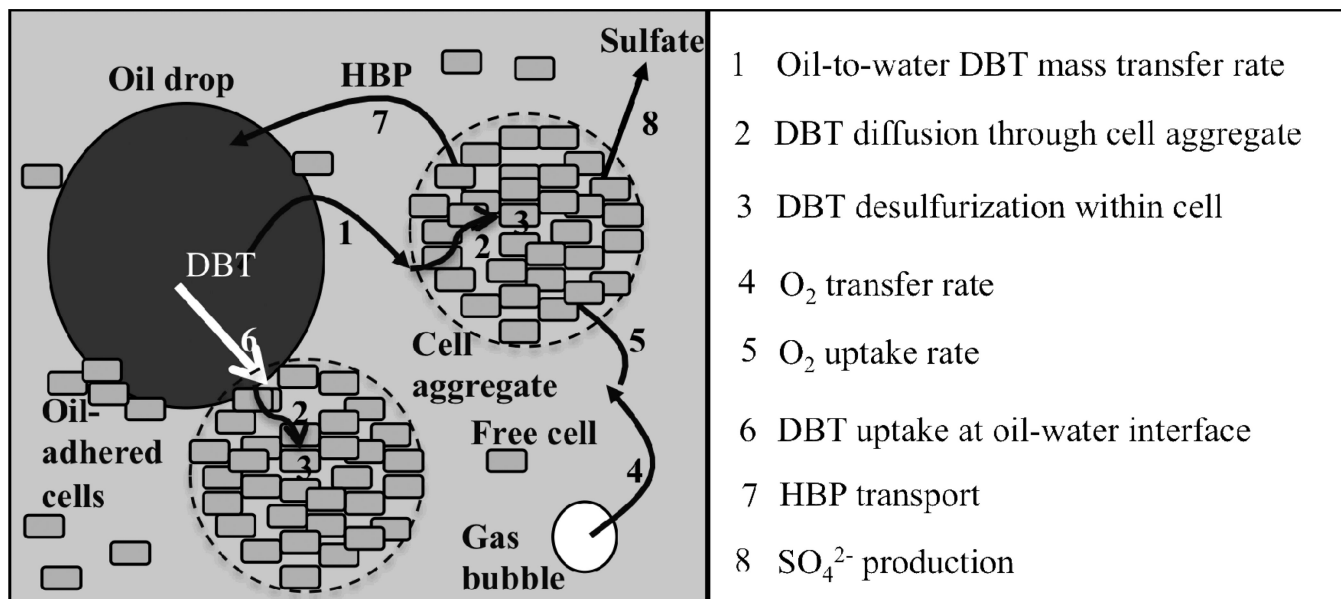 Sulfate
Oil drop
HBP
7
8
1
DBT
2
3
6
5
Cell
aggregate
Oil-
adhered
cells
2
3
Free cell
4
Gas
bubble
1 Oil-to-water DBT mass transfer rate
2 DBT diffusion through cell aggregate
3 DBT desulfurization within cell
4 O₂ transfer rate
5 O₂ uptake rate
6 DBT uptake at oil-water interface
7 HBP transport
8 SO₄²⁻ production